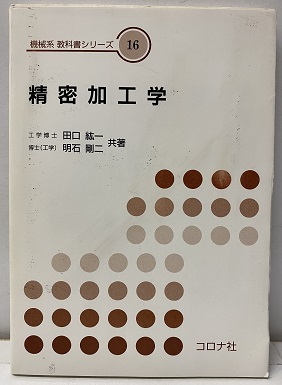 機械系 教科書シリーズ 16
精密加工学
工学博士 田口 紘一
博士(工学) 明石 剛二 共著
コロナ社